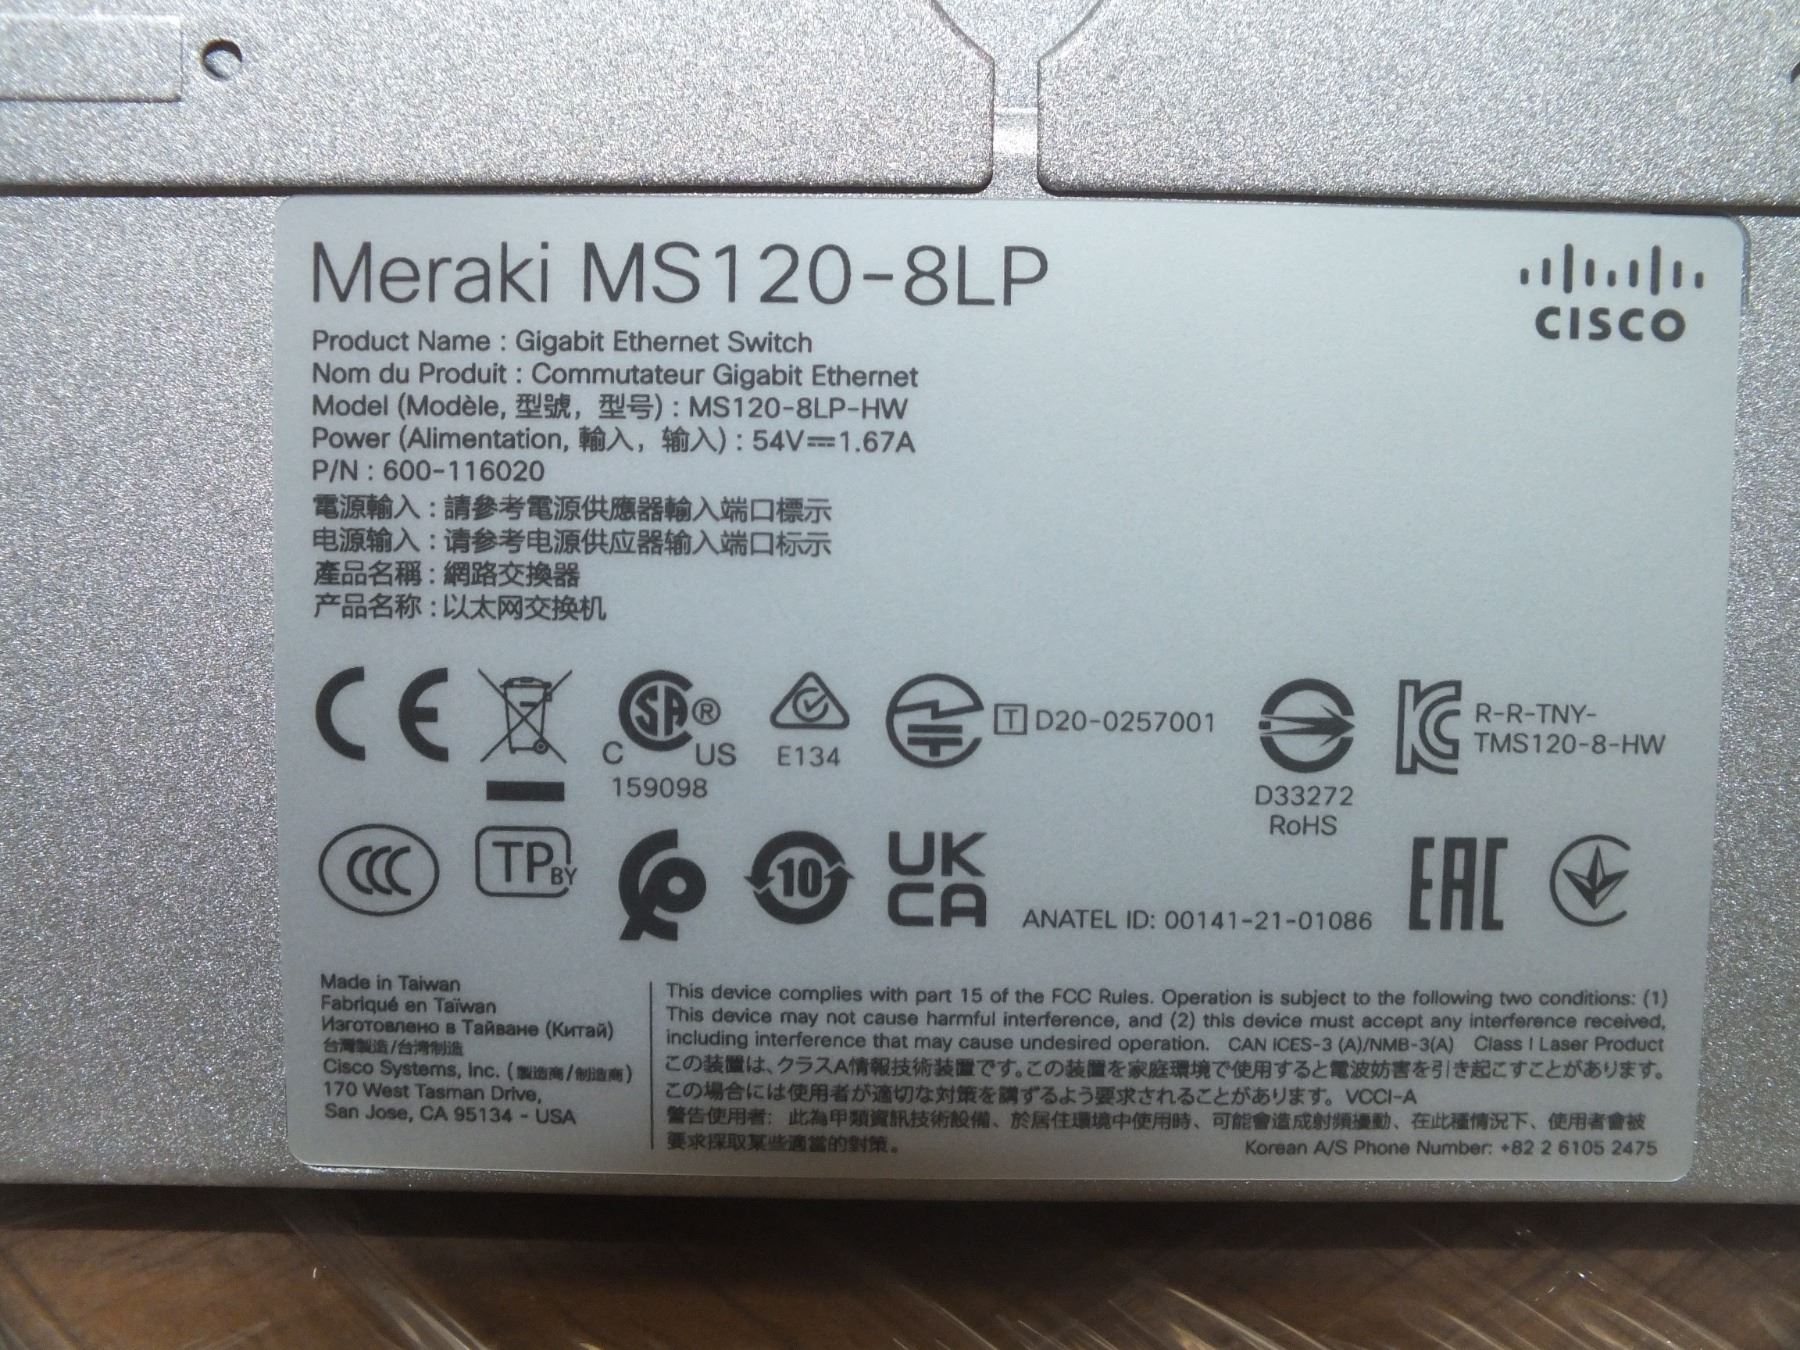 Meraki MS120-8LP
CISCO
Product Name : Gigabit Ethernet Switch
Nom du Produit : Commutateur Gigabit Ethernet
Model (Modèle, 型號，型号) : MS120-8LP-HW
Power (Alimentation, 輸入，输入) : 54V⎓1.67A
P/N : 600-116020
電源輸入 : 請參考電源供應器輸入端口標示
电源输入 : 请参考电源供应器输入端口标示
產品名稱 : 網路交換器
产品名称 : 以太网交换机
CE
C SA® US
159098
E134
T D20-0257001
D33272
RoHS
KC
R-R-TNY-
TMS120-8-HW
CCC
TP BY
10
UK
CA
ANATEL ID: 00141-21-01086
EAC
Made in Taiwan
Fabriqué en Taïwan
Изготовлено в Тайване (Китай)
台灣製造/台湾制造
Cisco Systems, Inc. (製造商/制造商)
170 West Tasman Drive,
San Jose, CA 95134 - USA
This device complies with part 15 of the FCC Rules. Operation is subject to the following two conditions: (1)
This device may not cause harmful interference, and (2) this device must accept any interference received,
including interference that may cause undesired operation. CAN ICES-3 (A)/NMB-3(A) Class I Laser Product
この装置は、クラスA情報技術装置です。この装置を家庭環境で使用すると電波妨害を引き起こすことがあります。
この場合には使用者が適切な対策を講ずるよう要求されることがあります。VCCI-A
警告使用者：此為甲類資訊技術設備、於居住環境中使用時、可能會造成射頻擾動、在此種情況下、使用者會被
要求採取某些適當的對策。
Korean A/S Phone Number: +82 2 6105 2475